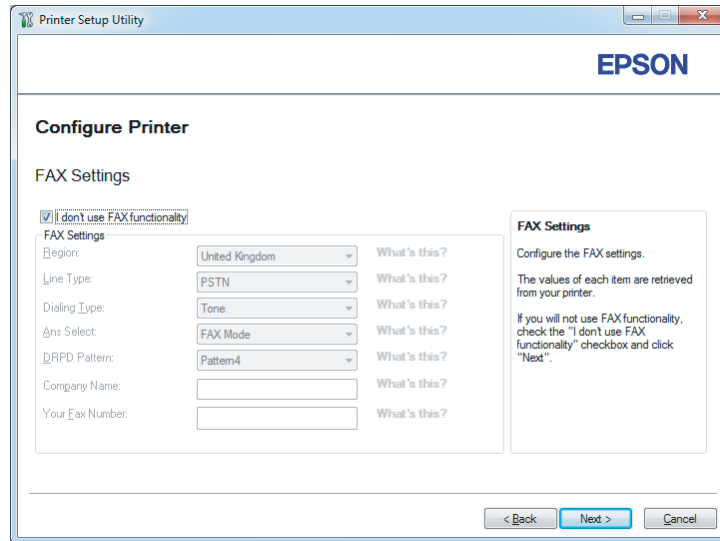 Printer Setup Utility
EPSON
Configure Printer
FAX Settings
I don't use FAX functionality
FAX Settings
Region: United Kingdom What's this?
Line Type: PSTN What's this?
Dialing Type: Tone What's this?
Ans Select: FAX Mode What's this?
DRPD Pattern: Pattern4 What's this?
Company Name: What's this?
Your Fax Number: What's this?
FAX Settings
Configure the FAX settings.
The values of each item are retrieved
from your printer.
If you will not use FAX functionality,
check the "I don't use FAX
functionality" checkbox and click
"Next".
< Back Next > Cancel